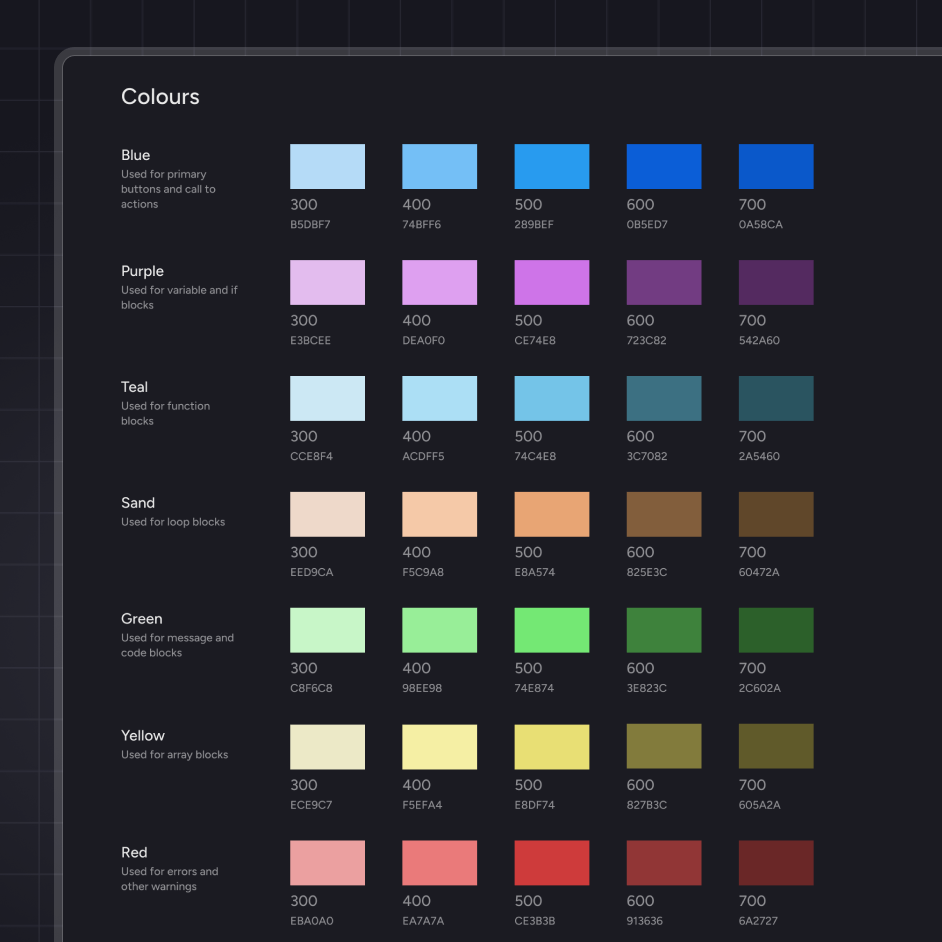 Colours
Blue
Used for primary
buttons and call to
actions
300
B5DBF7
400
74BFF6
500
289BEF
600
0B5ED7
700
0A58CA
Purple
Used for variable and if
blocks
300
E3BCEE
400
DEA0F0
500
CE74E8
600
723C82
700
542A60
Teal
Used for function
blocks
300
CCE8F4
400
ACDFF5
500
74C4E8
600
3C7082
700
2A5460
Sand
Used for loop blocks
300
EED9CA
400
F5C9A8
500
E8A574
600
825E3C
700
60472A
Green
Used for message and
code blocks
300
C8F6C8
400
98EE98
500
74E874
600
3E823C
700
2C602A
Yellow
Used for array blocks
300
ECE9C7
400
F5EFA4
500
E8DF74
600
827B3C
700
605A2A
Red
Used for errors and
other warnings
300
EBA0A0
400
EA7A7A
500
CE3B3B
600
913636
700
6A2727